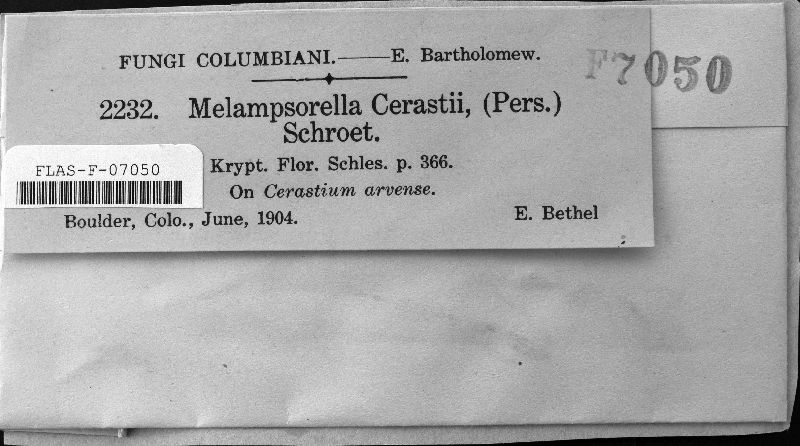 FUNGI COLUMBIANI.——E. Bartholomew.
F7050
2232. Melampsorella Cerastii, (Pers.)
Schroet.
FLAS-F-07050
Krypt. Flor. Schles. p. 366.
On Cerastium arvense.
Boulder, Colo., June, 1904.
E. Bethel